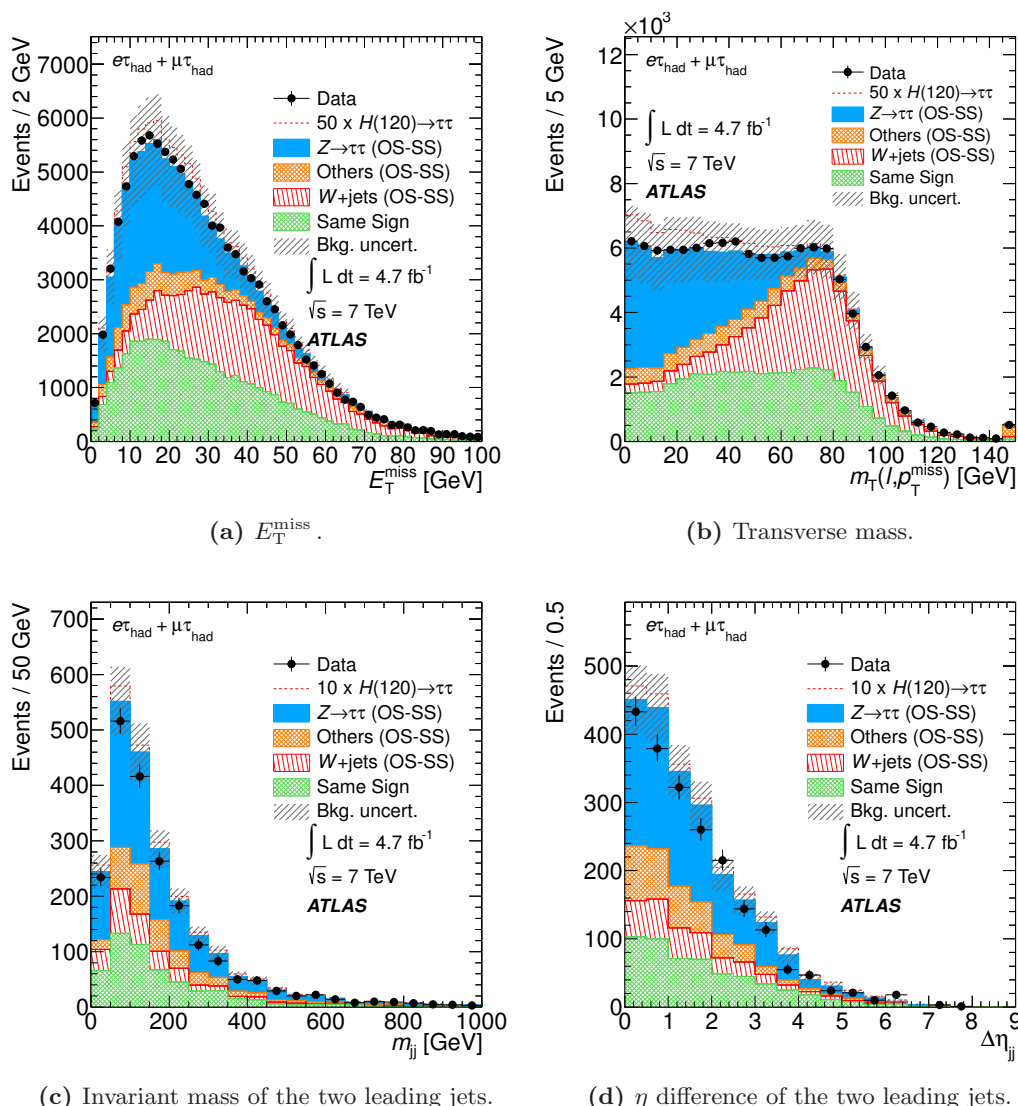 Events / 2 GeV
7000
6000
5000
4000
3000
2000
1000
0
eτhad + μτhad
Data
50 x H(120)→ττ
Z→ττ (OS-SS)
Others (OS-SS)
W+jets (OS-SS)
Same Sign
Bkg. uncert.
∫ L dt = 4.7 fb⁻¹
√s = 7 TeV
ATLAS
0 10 20 30 40 50 60 70 80 90 100
E_T^miss [GeV]
(a) E_T^miss.
×10³
Events / 5 GeV
12
10
8
6
4
2
0
eτhad + μτhad
∫ L dt = 4.7 fb⁻¹
√s = 7 TeV
ATLAS
Data
50 x H(120)→ττ
Z→ττ (OS-SS)
Others (OS-SS)
W+jets (OS-SS)
Same Sign
Bkg. uncert.
0 20 40 60 80 100 120 140
m_T(l,p_T^miss) [GeV]
(b) Transverse mass.
Events / 50 GeV
700
600
500
400
300
200
100
0
eτhad + μτhad
Data
10 x H(120)→ττ
Z→ττ (OS-SS)
Others (OS-SS)
W+jets (OS-SS)
Same Sign
Bkg. uncert.
∫ L dt = 4.7 fb⁻¹
√s = 7 TeV
ATLAS
0 200 400 600 800 1000
m_jj [GeV]
(c) Invariant mass of the two leading jets.
Events / 0.5
500
400
300
200
100
0
eτhad + μτhad
Data
10 x H(120)→ττ
Z→ττ (OS-SS)
Others (OS-SS)
W+jets (OS-SS)
Same Sign
Bkg. uncert.
∫ L dt = 4.7 fb⁻¹
√s = 7 TeV
ATLAS
0 1 2 3 4 5 6 7 8 9
Δη_jj
(d) η difference of the two leading jets.